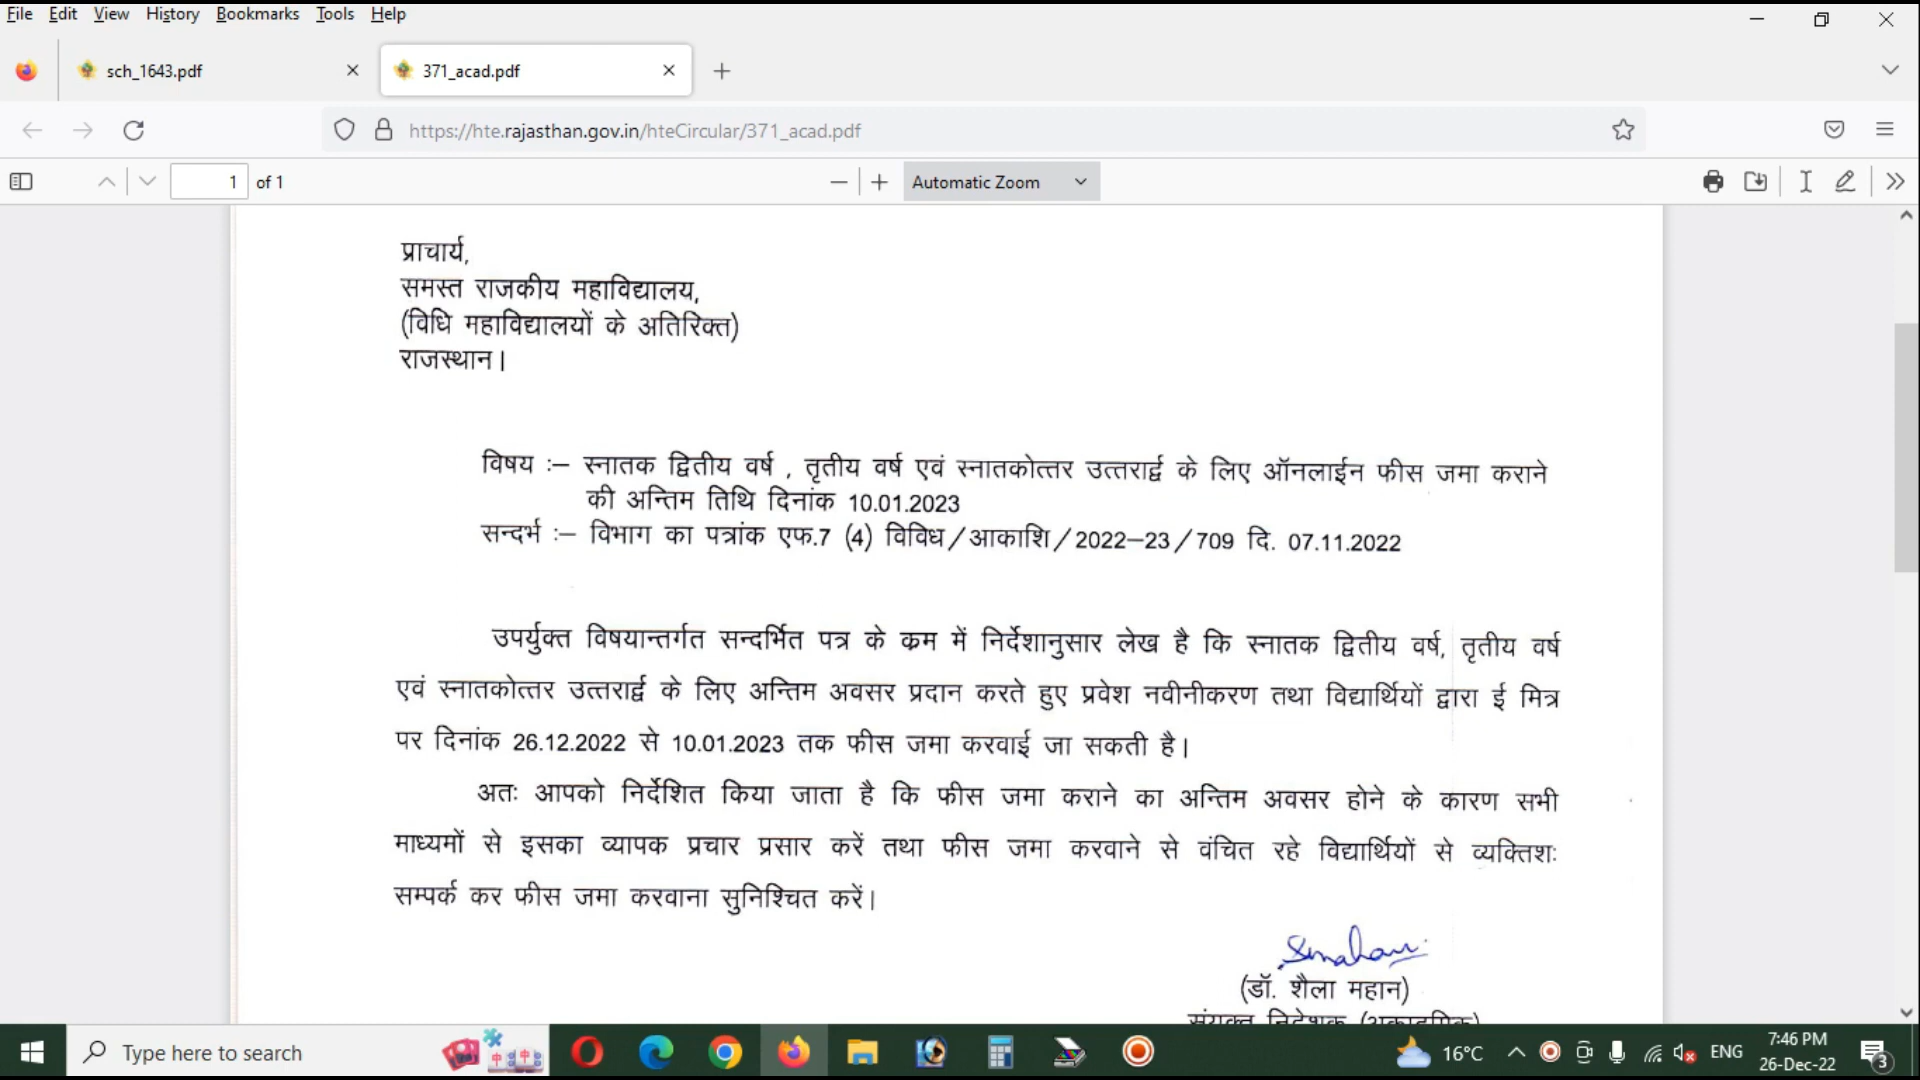 File Edit View History Bookmarks Tools Help
sch_1643.pdf
371_acad.pdf
https://hte.rajasthan.gov.in/hteCircular/371_acad.pdf
1 of 1
Automatic Zoom
प्राचार्य,
समस्त राजकीय महाविद्यालय,
(विधि महाविद्यालयों के अतिरिक्त)
राजस्थान।
विषय :– स्नातक द्वितीय वर्ष , तृतीय वर्ष एवं स्नातकोत्तर उत्तरार्द्व के लिए ऑनलाईन फीस जमा कराने
की अन्तिम तिथि दिनांक 10.01.2023
सन्दर्भ :– विभाग का पत्रांक एफ.7 (4) विविध/आकाशि/2022–23/709 दि. 07.11.2022
उपर्युक्त विषयान्तर्गत सन्दर्भित पत्र के क्रम में निर्देशानुसार लेख है कि स्नातक द्वितीय वर्ष, तृतीय वर्ष
एवं स्नातकोत्तर उत्तरार्द्व के लिए अन्तिम अवसर प्रदान करते हुए प्रवेश नवीनीकरण तथा विद्यार्थियों द्वारा ई मित्र
पर दिनांक 26.12.2022 से 10.01.2023 तक फीस जमा करवाई जा सकती है।
अतः आपको निर्देशित किया जाता है कि फीस जमा कराने का अन्तिम अवसर होने के कारण सभी
माध्यमों से इसका व्यापक प्रचार प्रसार करें तथा फीस जमा करवाने से वंचित रहे विद्यार्थियों से व्यक्तिशः
सम्पर्क कर फीस जमा करवाना सुनिश्चित करें।
(डॉ. शैला महान)
संयुक्त निदेशक (अकादमिक)
Type here to search
16°C
ENG
7:46 PM
26-Dec-22
3